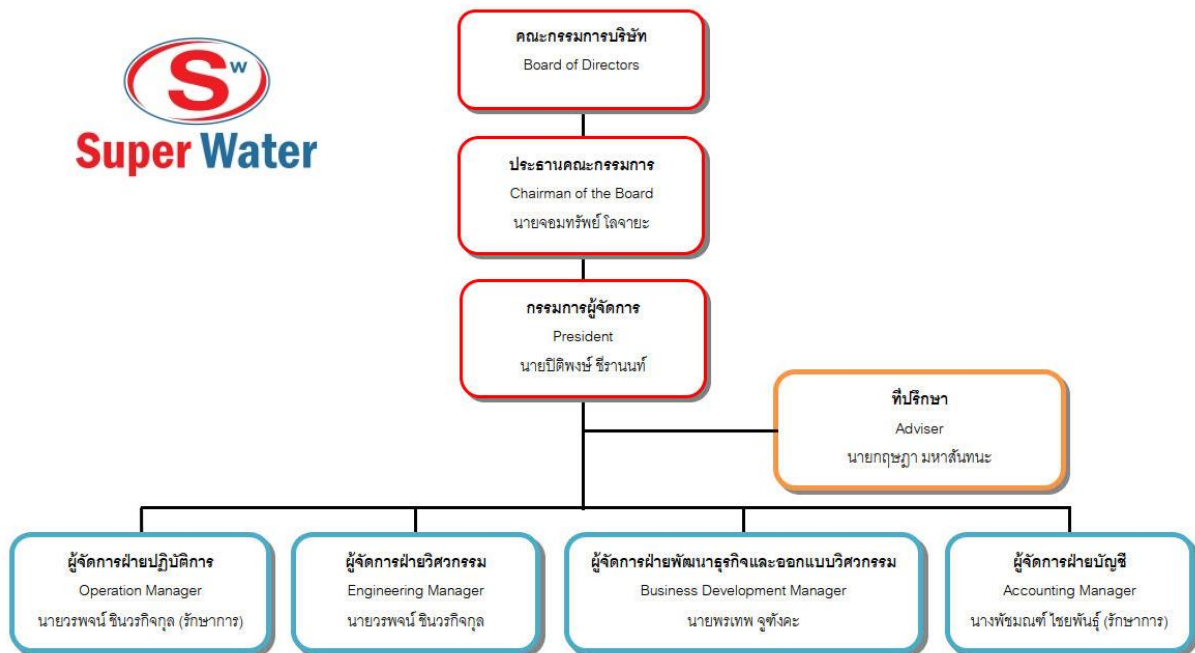 คณะกรรมการบริษัท
Board of Directors
SW
Super Water
ประธานคณะกรรมการ
Chairman of the Board
นายจอมทรัพย์ โลจายะ
กรรมการผู้จัดการ
President
นายปิติพงษ์ ชีรานนท์
ที่ปรึกษา
Adviser
นายกฤษฎา มหาสันทนะ
ผู้จัดการฝ่ายปฏิบัติการ
Operation Manager
นายวรพจน์ ชินวรกิจกุล (รักษาการ)
ผู้จัดการฝ่ายวิศวกรรม
Engineering Manager
นายวรพจน์ ชินวรกิจกุล
ผู้จัดการฝ่ายพัฒนาธุรกิจและออกแบบวิศวกรรม
Business Development Manager
นายพรเทพ จูฑังคะ
ผู้จัดการฝ่ายบัญชี
Accounting Manager
นางพัชมณฑ์ ไชยพันธุ์ (รักษาการ)